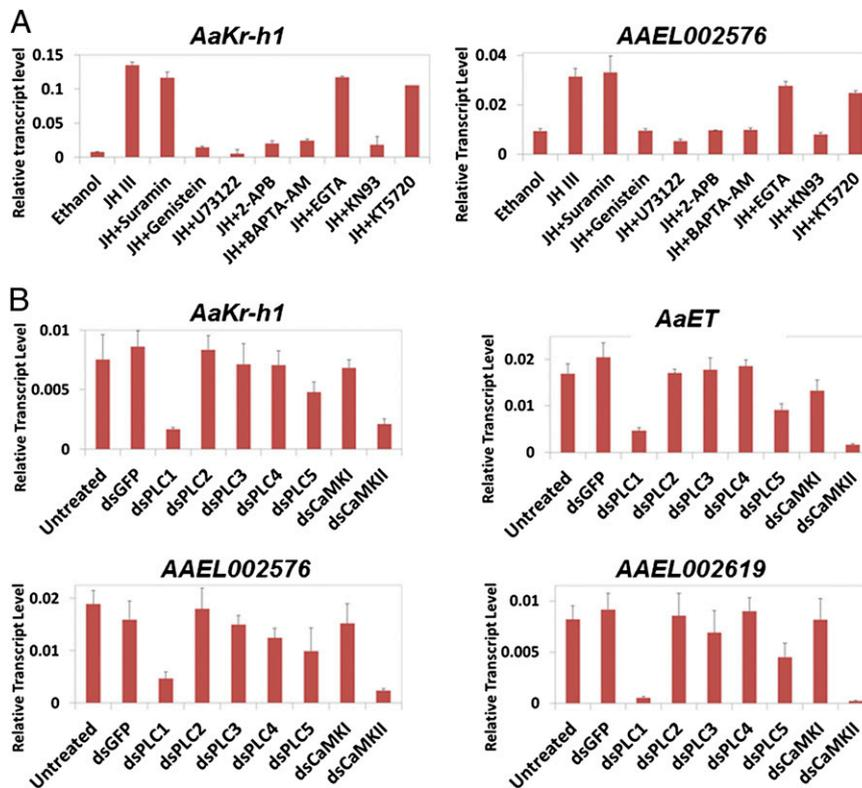 A
AaKr-h1
Relative transcript level
0.15
0.1
0.05
0
Ethanol
JH III
JH+Suramin
JH+Genistein
JH+U73122
JH+2-APB
JH+BAPTA-AM
JH+EGTA
JH+KN93
JH+KT5720
AAEL002576
Relative Transcript Level
0.04
0.02
0
Ethanol
JH III
JH+Suramin
JH+Genistein
JH+U73122
JH+2-APB
JH+BAPTA-AM
JH+EGTA
JH+KN93
JH+KT5720
B
AaKr-h1
Relative Transcript Level
0.01
0.005
0
Untreated
dsGFP
dsPLC1
dsPLC2
dsPLC3
dsPLC4
dsPLC5
dsCaMKI
dsCaMKII
AaET
Relative Transcript Level
0.02
0.01
0
Untreated
dsGFP
dsPLC1
dsPLC2
dsPLC3
dsPLC4
dsPLC5
dsCaMKI
dsCaMKII
AAEL002576
Relative Transcript Level
0.02
0.01
0
Untreated
dsGFP
dsPLC1
dsPLC2
dsPLC3
dsPLC4
dsPLC5
dsCaMKI
dsCaMKII
AAEL002619
Relative Transcript Level
0.01
0.005
0
Untreated
dsGFP
dsPLC1
dsPLC2
dsPLC3
dsPLC4
dsPLC5
dsCaMKI
dsCaMKII